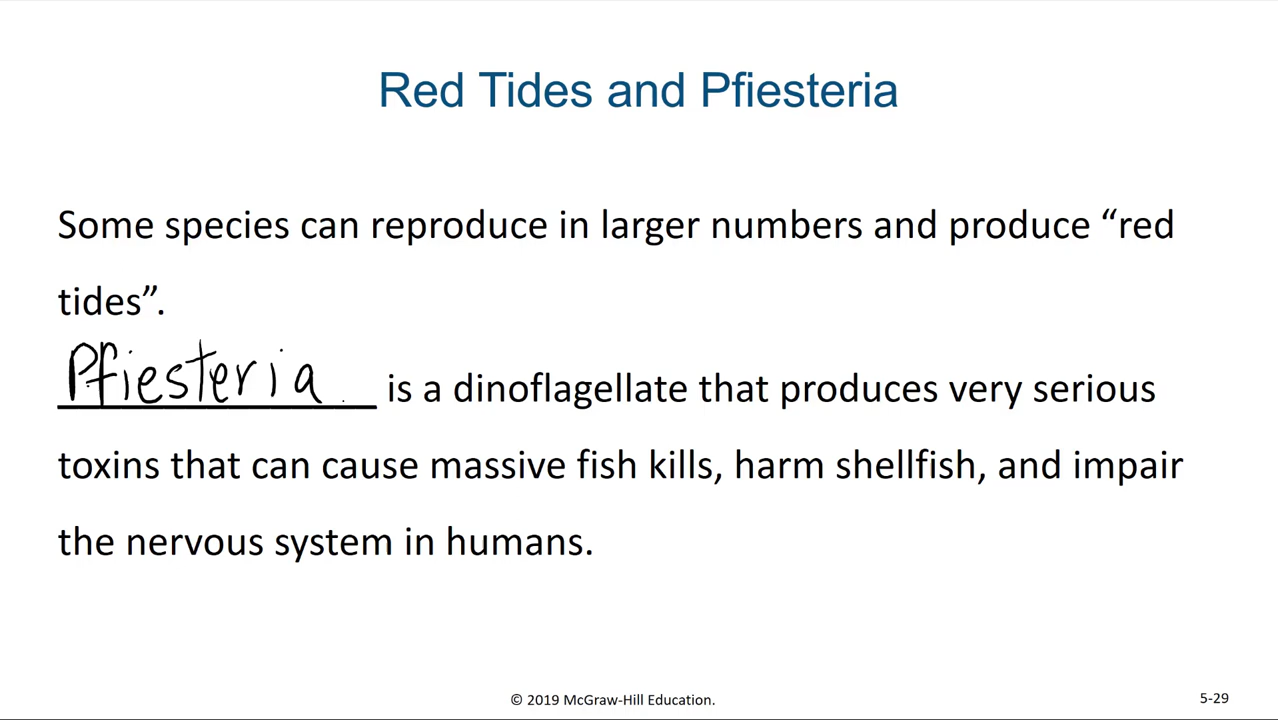 Red Tides and Pfiesteria
Some species can reproduce in larger numbers and produce “red
tides”.
Pfiesteria is a dinoflagellate that produces very serious
toxins that can cause massive fish kills, harm shellfish, and impair
the nervous system in humans.
© 2019 McGraw-Hill Education.
5-29